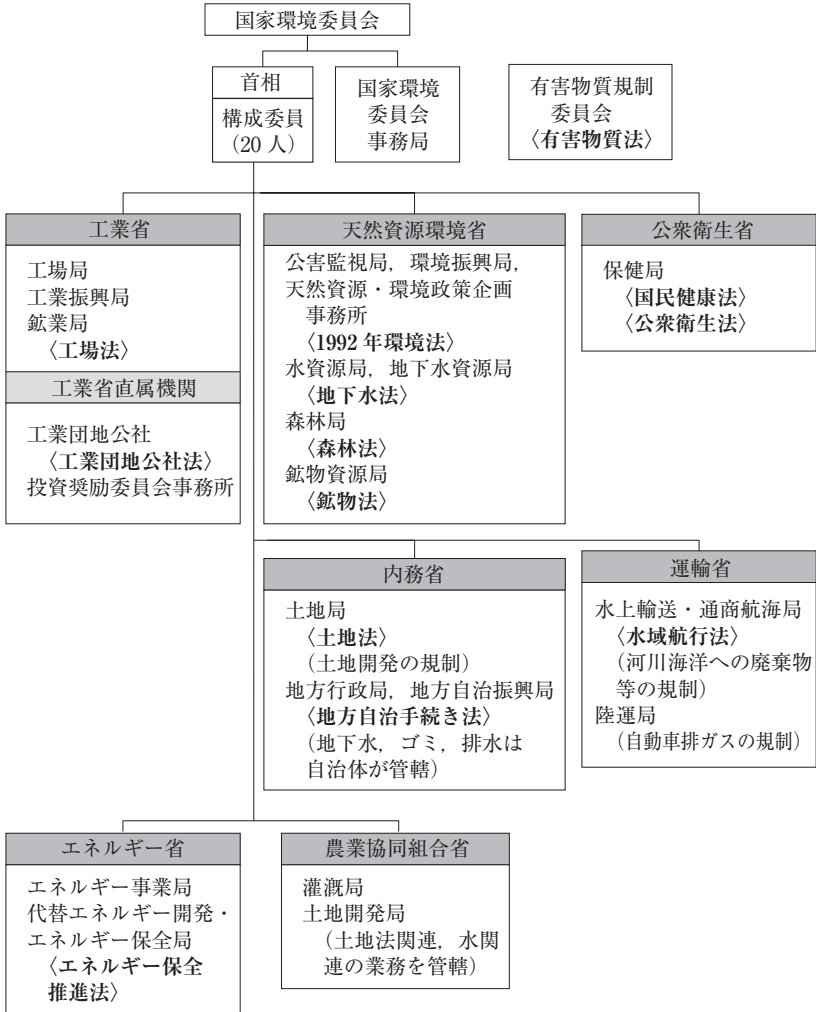 国家環境委員会
首相
構成委員
（20 人）
国家環境
委員会
事務局
有害物質規制
委員会
〈有害物質法〉
工業省
工場局
工業振興局
鉱業局
〈工場法〉
工業省直属機関
工業団地公社
〈工業団地公社法〉
投資奨励委員会事務所
天然資源環境省
公害監視局，環境振興局，
天然資源・環境政策企画
事務所
〈1992 年環境法〉
水資源局，地下水資源局
〈地下水法〉
森林局
〈森林法〉
鉱物資源局
〈鉱物法〉
公衆衛生省
保健局
〈国民健康法〉
〈公衆衛生法〉
内務省
土地局
〈土地法〉
（土地開発の規制）
地方行政局，地方自治振興局
〈地方自治手続き法〉
（地下水，ゴミ，排水は
自治体が管轄）
運輸省
水上輸送・通商航海局
〈水域航行法〉
（河川海洋への廃棄物
等の規制）
陸運局
（自動車排ガスの規制）
エネルギー省
エネルギー事業局
代替エネルギー開発・
エネルギー保全局
〈エネルギー保全
推進法〉
農業協同組合省
灌漑局
土地開発局
（土地法関連，水関
連の業務を管轄）